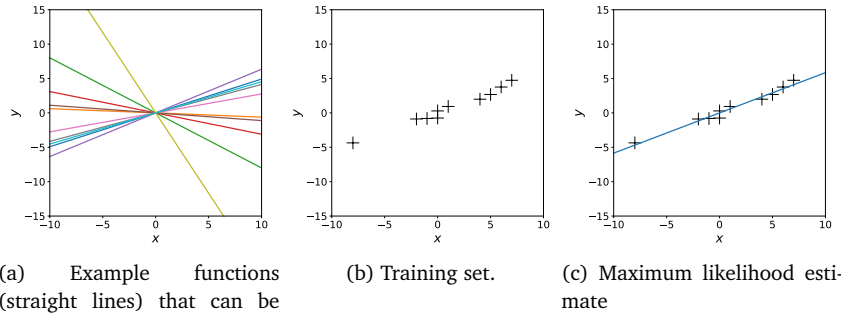 15
10
5
0
−5
−10
−15
y
−10 −5 0 5 10
x
15
10
5
0
−5
−10
−15
y
−10 −5 0 5 10
x
15
10
5
0
−5
−10
−15
y
−10 −5 0 5 10
x
(a) Example functions
(straight lines) that can be
(b) Training set.
(c) Maximum likelihood esti-
mate